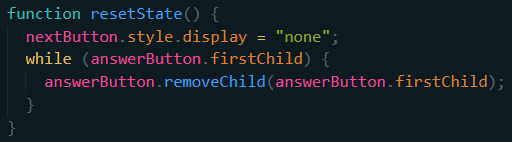 function resetState() {
  nextButton.style.display = "none";
  while (answerButton.firstChild) {
    answerButton.removeChild(answerButton.firstChild);
  }
}